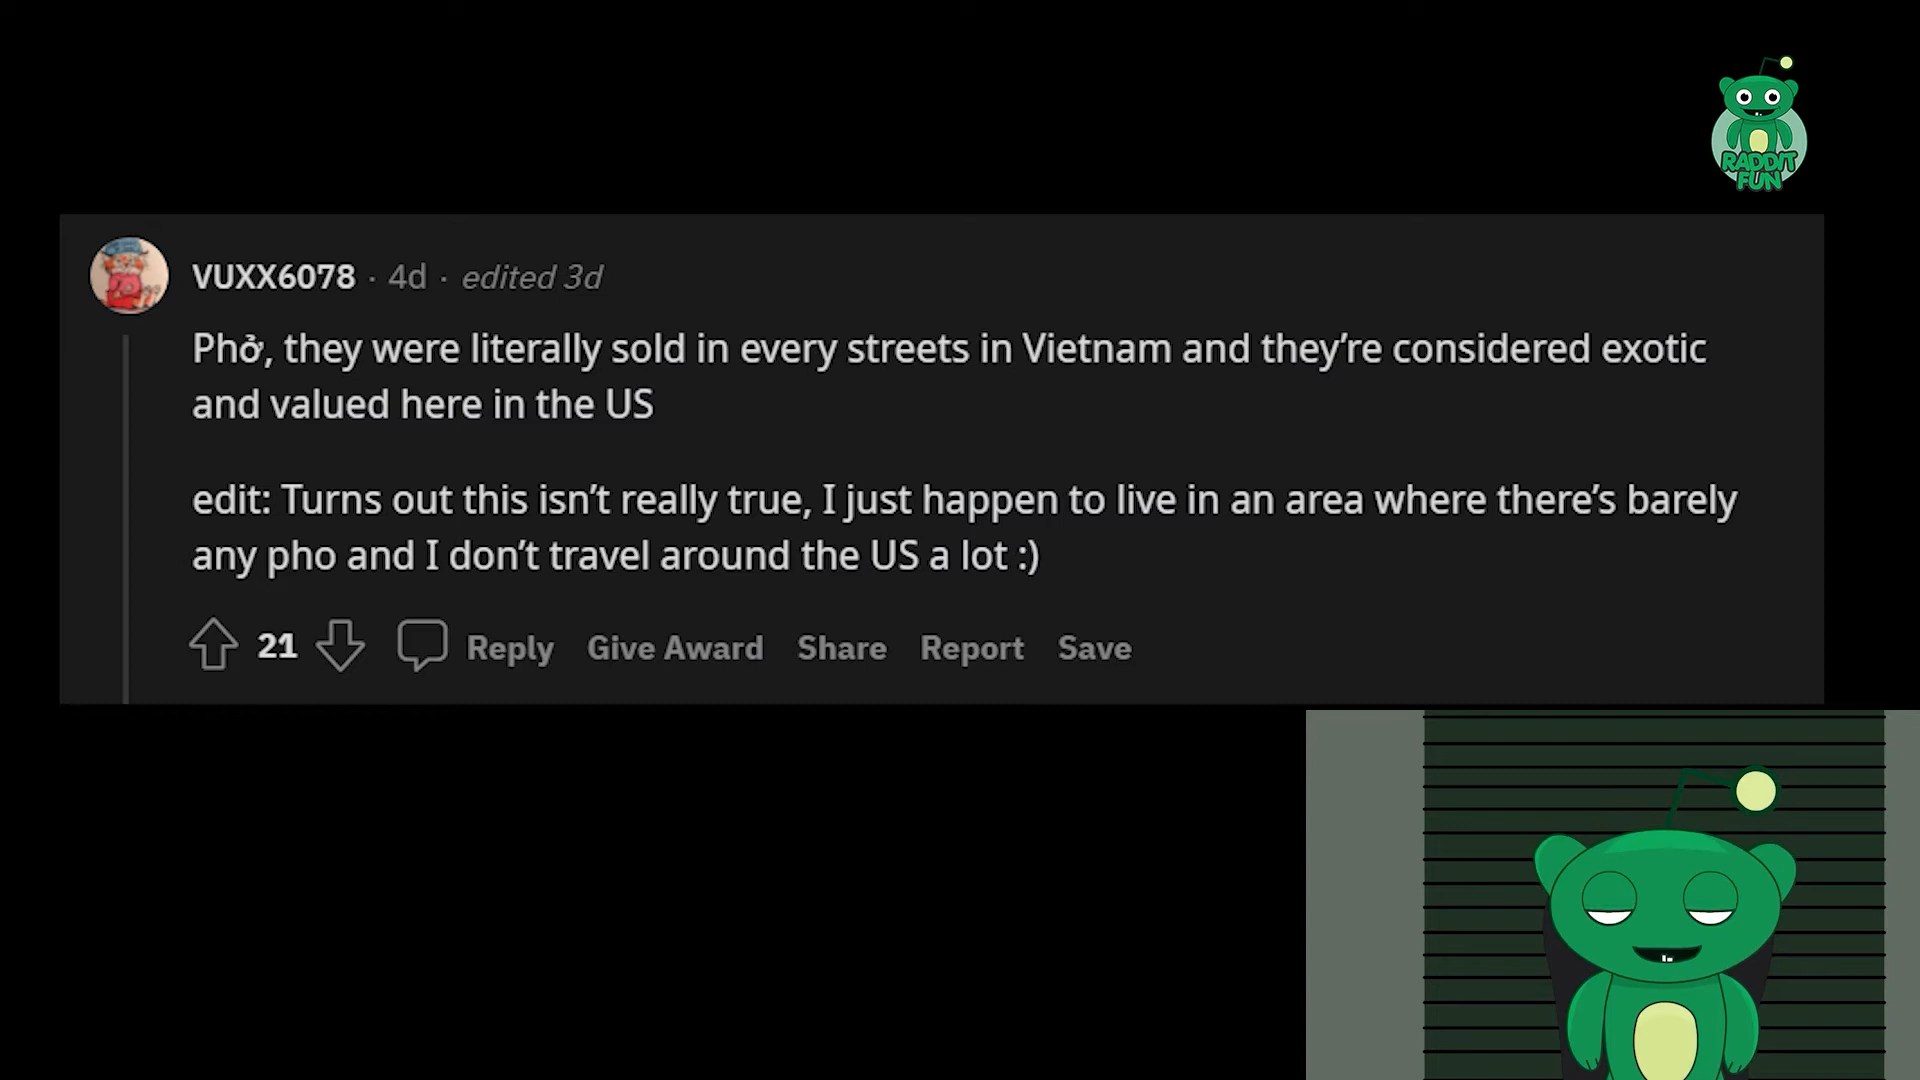 RADDIT
FUN
VUXX6078 · 4d · edited 3d
Phở, they were literally sold in every streets in Vietnam and they’re considered exotic
and valued here in the US
edit: Turns out this isn’t really true, I just happen to live in an area where there’s barely
any pho and I don’t travel around the US a lot :)
21 Reply Give Award Share Report Save